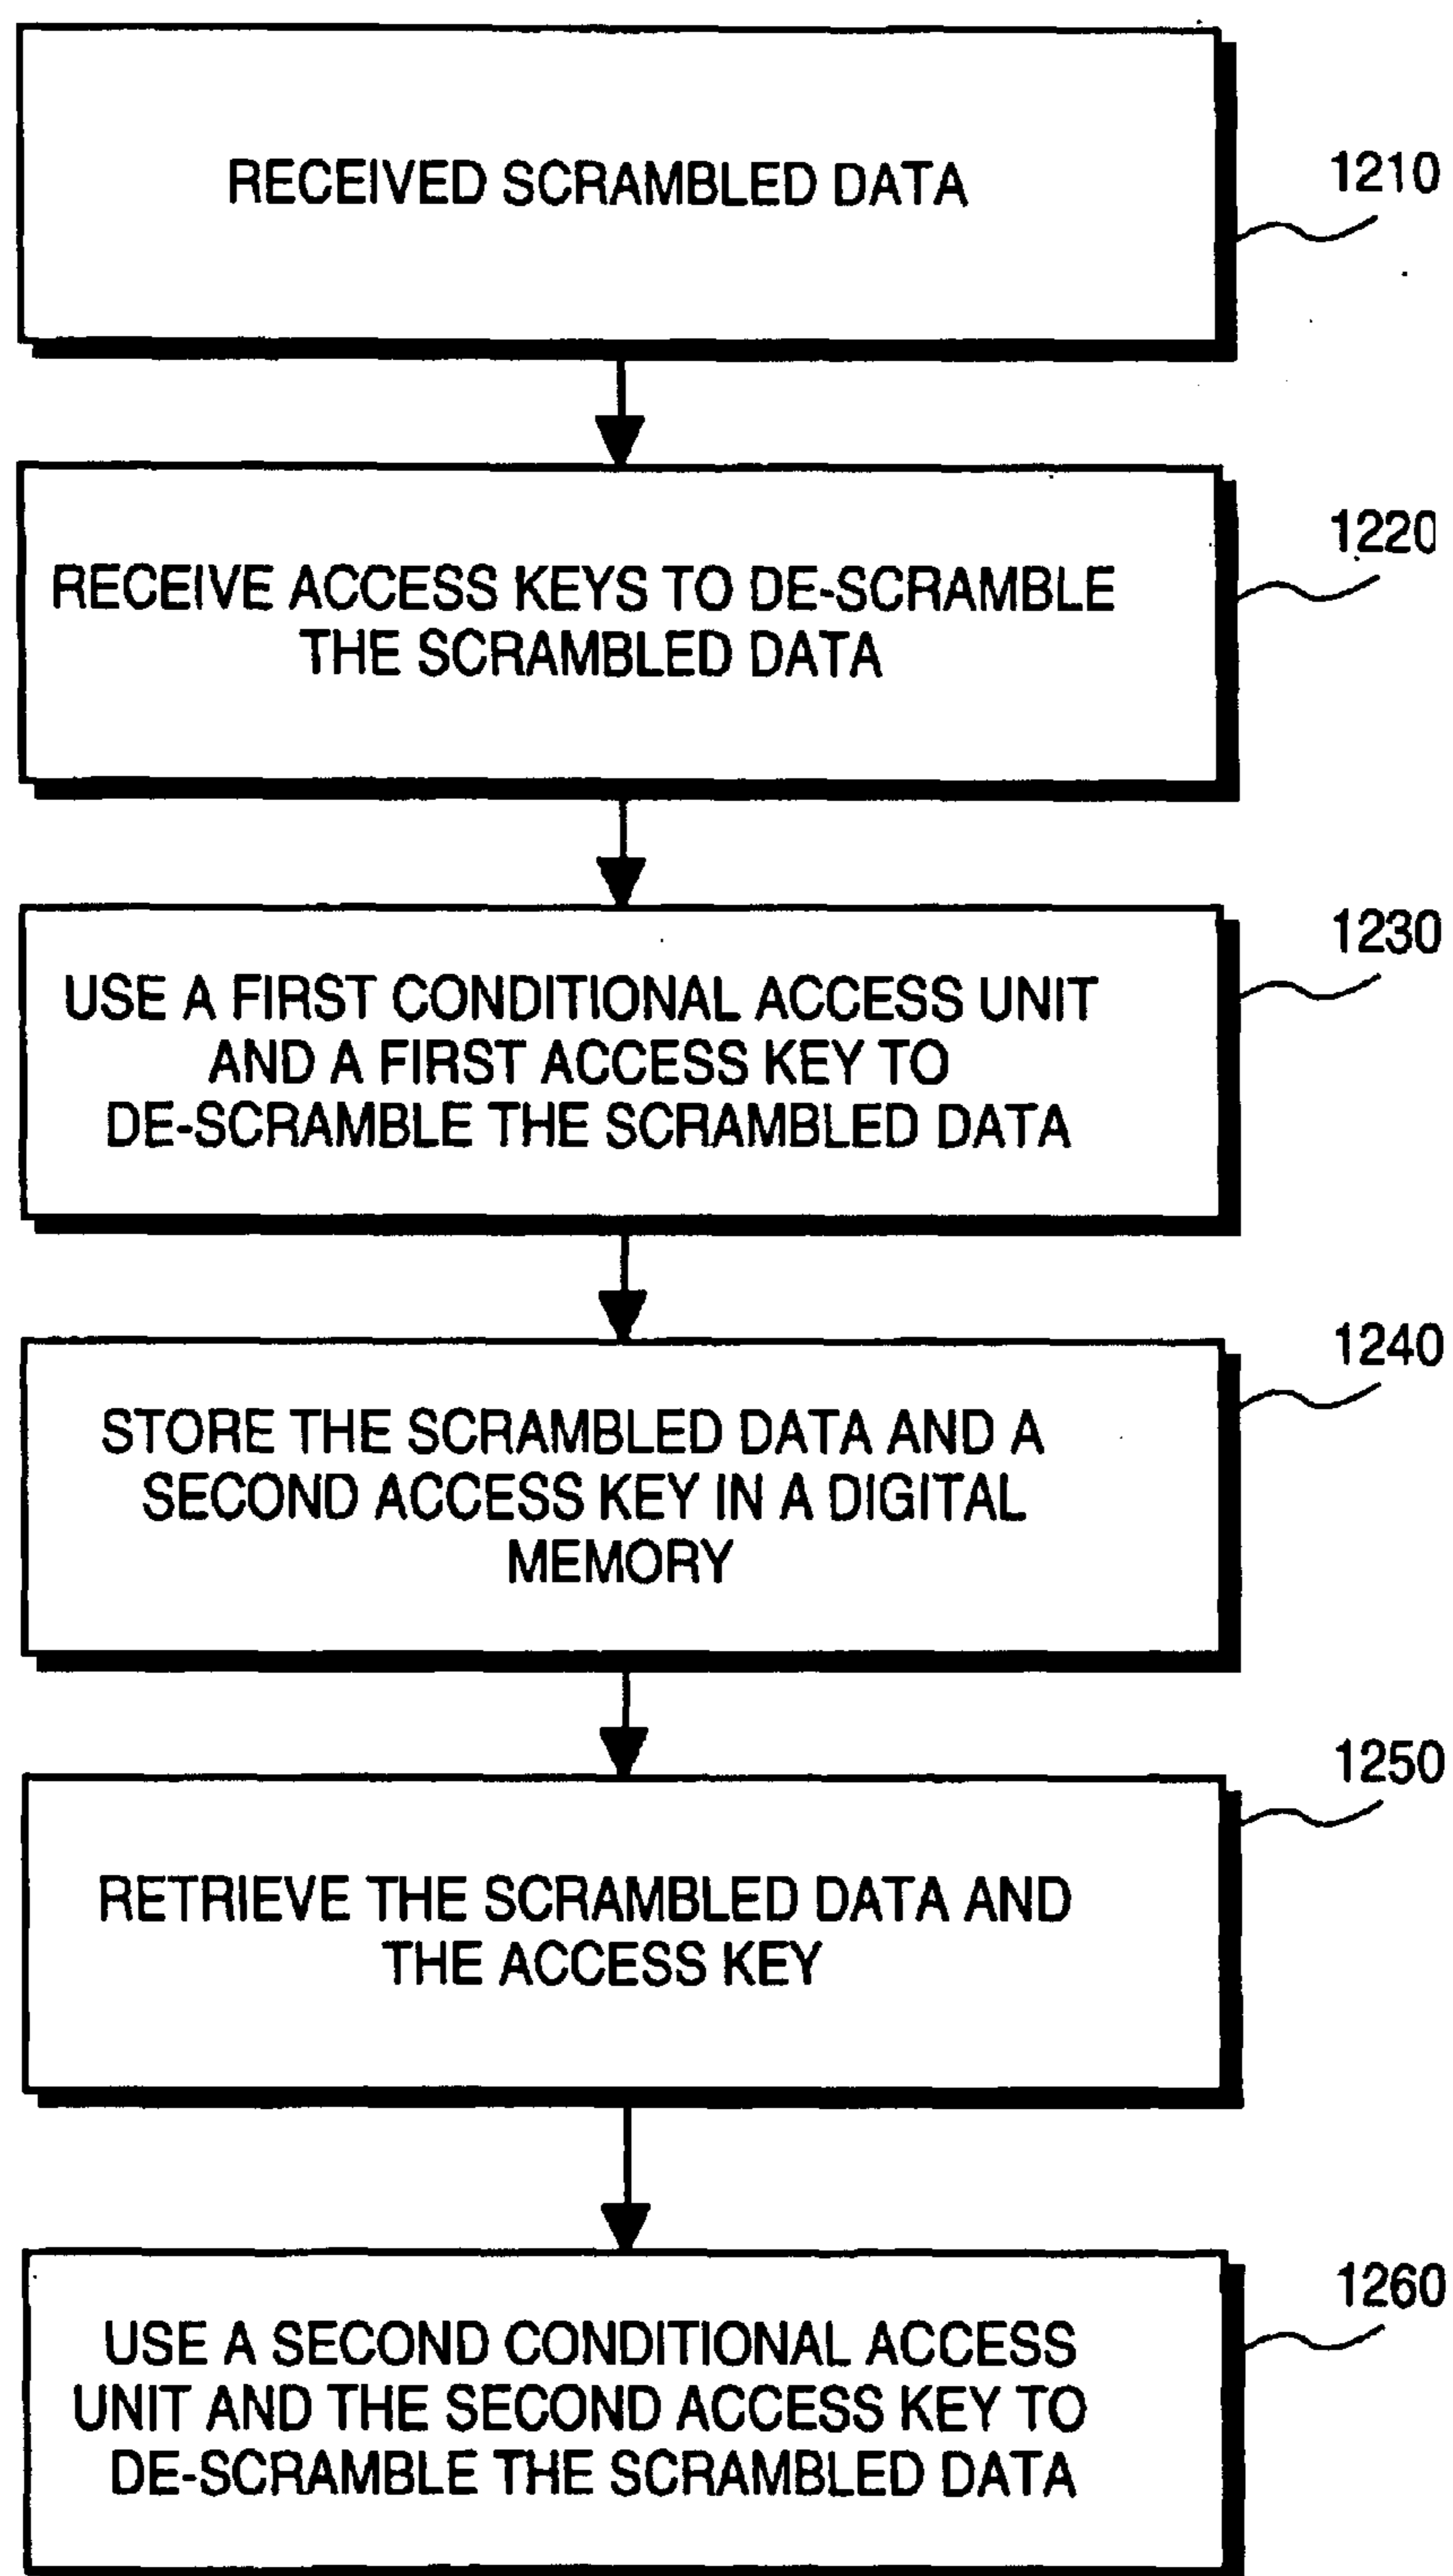 RECEIVED SCRAMBLED DATA
1210
RECEIVE ACCESS KEYS TO DE-SCRAMBLE
THE SCRAMBLED DATA
1220
USE A FIRST CONDITIONAL ACCESS UNIT
AND A FIRST ACCESS KEY TO
DE-SCRAMBLE THE SCRAMBLED DATA
1230
STORE THE SCRAMBLED DATA AND A
SECOND ACCESS KEY IN A DIGITAL
MEMORY
1240
RETRIEVE THE SCRAMBLED DATA AND
THE ACCESS KEY
1250
USE A SECOND CONDITIONAL ACCESS
UNIT AND THE SECOND ACCESS KEY TO
DE-SCRAMBLE THE SCRAMBLED DATA
1260